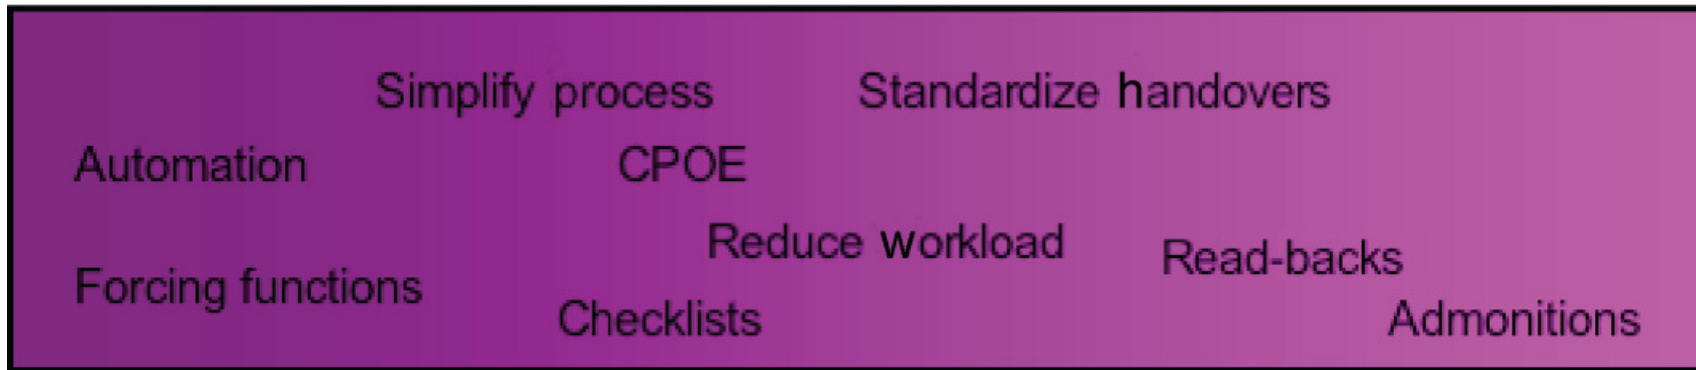 Simplify process Standardize handovers
Automation CPOE
Reduce workload
Read-backs
Forcing functions
Checklists Admonitions